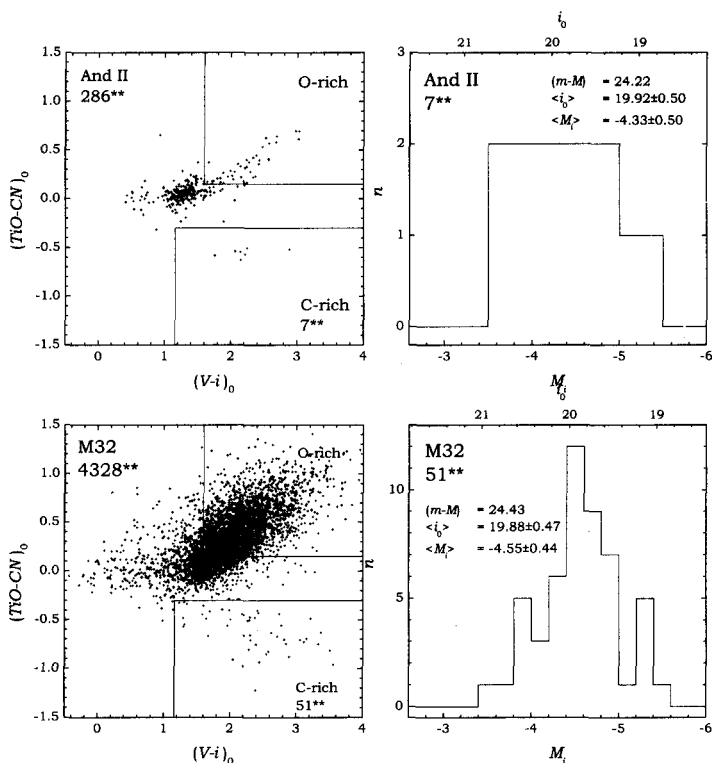 And II
286**
O-rich
C-rich
7**
1.5
1.0
0.5
0.0
-0.5
-1.0
-1.5
(TiO-CN)0
0
1
2
3
4
(V-i)0
i0
21
20
19
And II
7**
(m-M) = 24.22
<i0> = 19.92±0.50
<Mi> = -4.33±0.50
3
2
1
0
n
-3
-4
-5
-6
Mi
M32
4328**
O-rich
C-rich
51**
1.5
1.0
0.5
0.0
-0.5
-1.0
-1.5
(TiO-CN)0
0
1
2
3
4
(V-i)0
i0
21
20
19
M32
51**
(m-M) = 24.43
<i0> = 19.88±0.47
<Mi> = -4.55±0.44
10
5
0
n
-3
-4
-5
-6
Mi